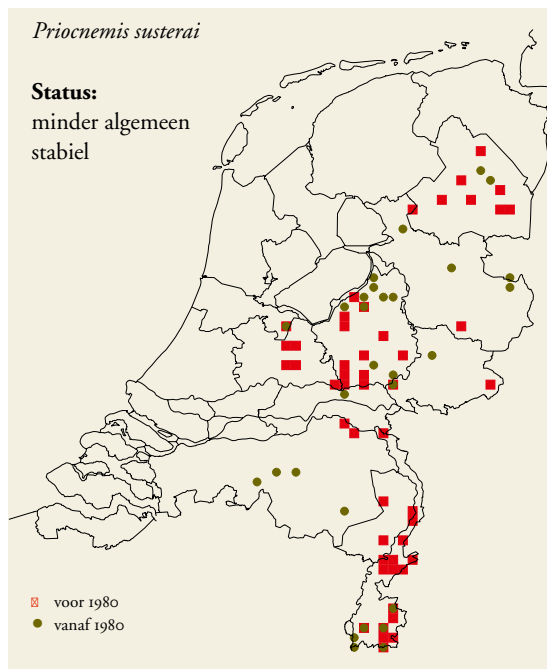 Priocnemis susterai
Status:
minder algemeen
stabiel
voor 1980
vanaf 1980